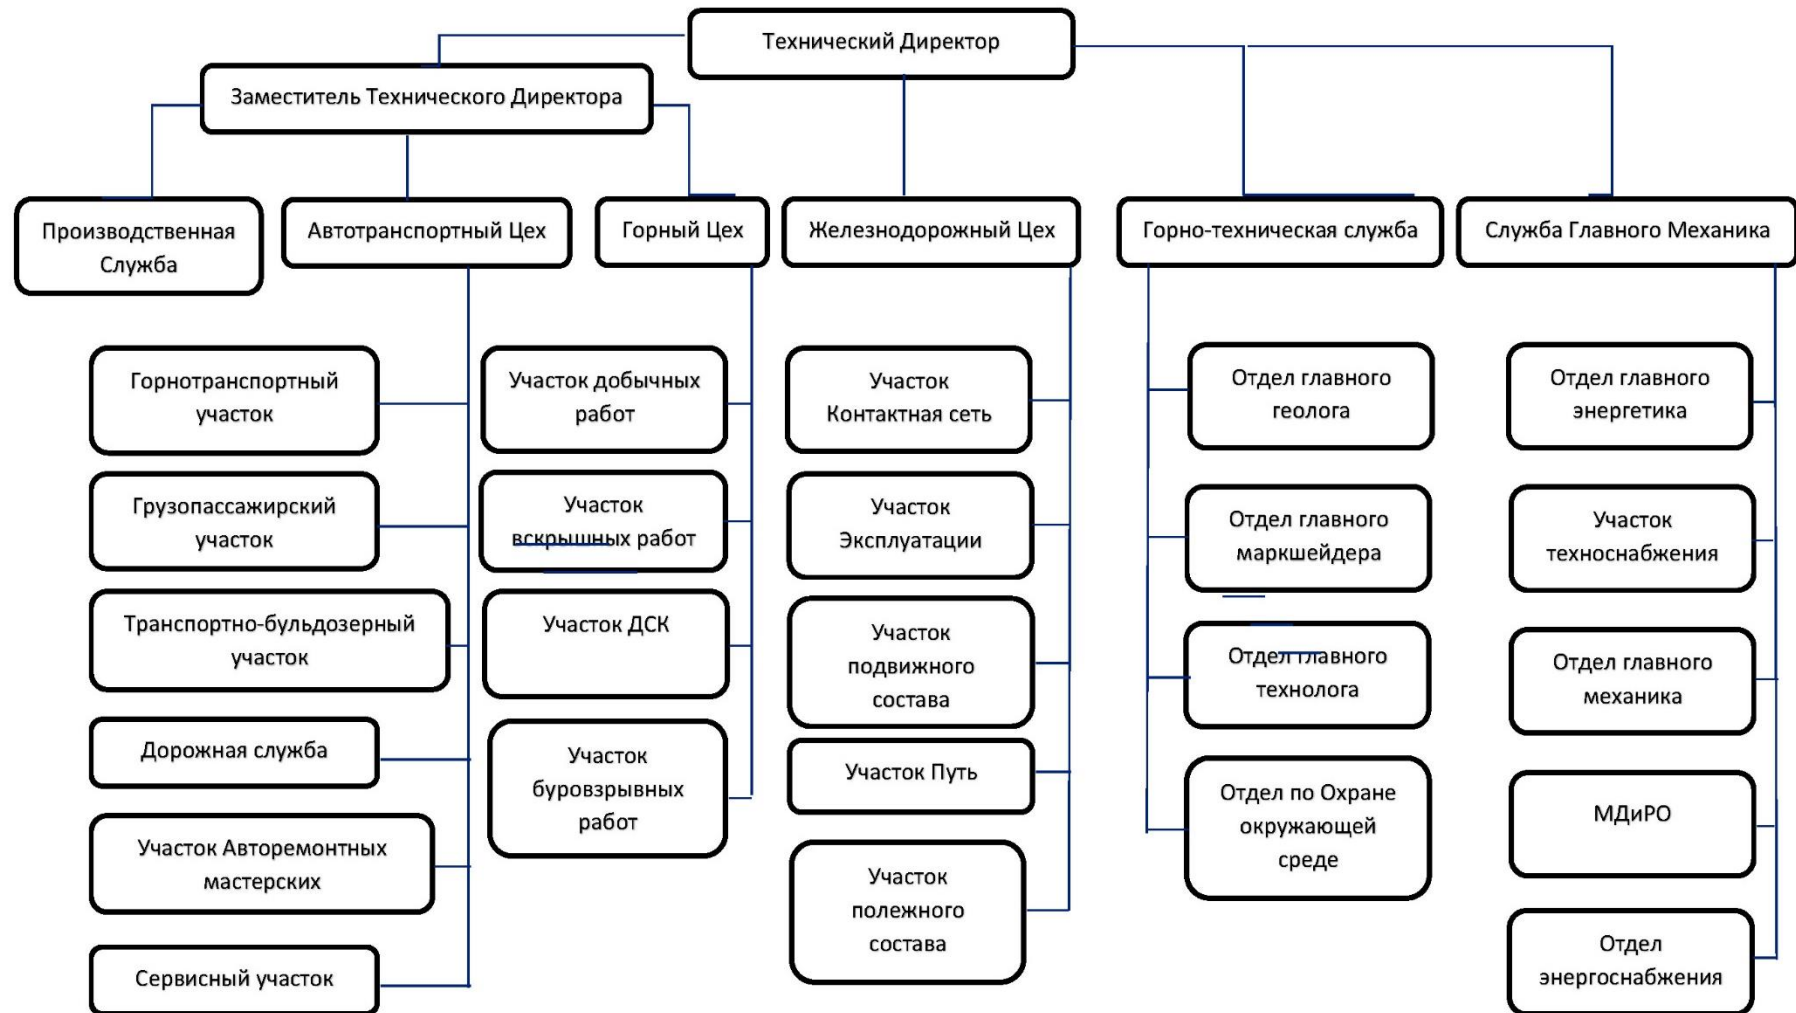 Технический Директор
Заместитель Технического Директора
Производственная
Служба
Автотранспортный Цех
Горный Цех
Железнодорожный Цех
Горно-техническая служба
Служба Главного Механика
Горнотранспортный
участок
Грузопассажирский
участок
Транспортно-бульдозерный
участок
Дорожная служба
Участок Авторемонтных
мастерских
Сервисный участок
Участок добычных
работ
Участок
вскрышных работ
Участок ДСК
Участок
буровзрывных
работ
Участок
Контактная сеть
Участок
Эксплуатации
Участок
подвижного
состава
Участок Путь
Участок
полежного
состава
Отдел главного
геолога
Отдел главного
маркшейдера
Отдел главного
технолога
Отдел по Охране
окружающей
среде
Отдел главного
энергетика
Участок
техноснабжения
Отдел главного
механика
МДиРО
Отдел
энергоснабжения